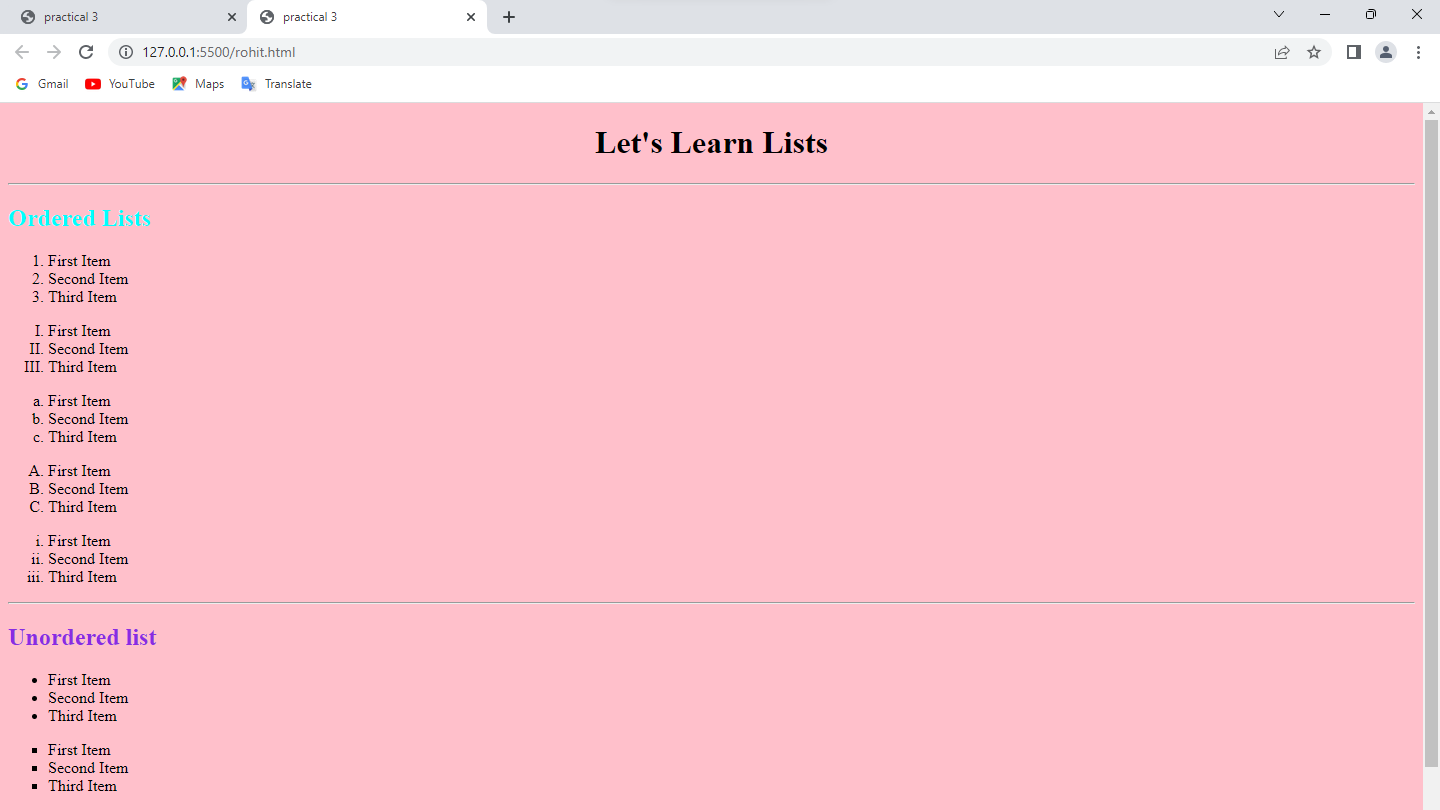 practical 3
practical 3
127.0.0.1:5500/rohit.html
Gmail YouTube Maps Translate
Let's Learn Lists
Ordered Lists
1. First Item
2. Second Item
3. Third Item
I. First Item
II. Second Item
III. Third Item
a. First Item
b. Second Item
c. Third Item
A. First Item
B. Second Item
C. Third Item
i. First Item
ii. Second Item
iii. Third Item
Unordered list
• First Item
• Second Item
• Third Item
▪ First Item
▪ Second Item
▪ Third Item